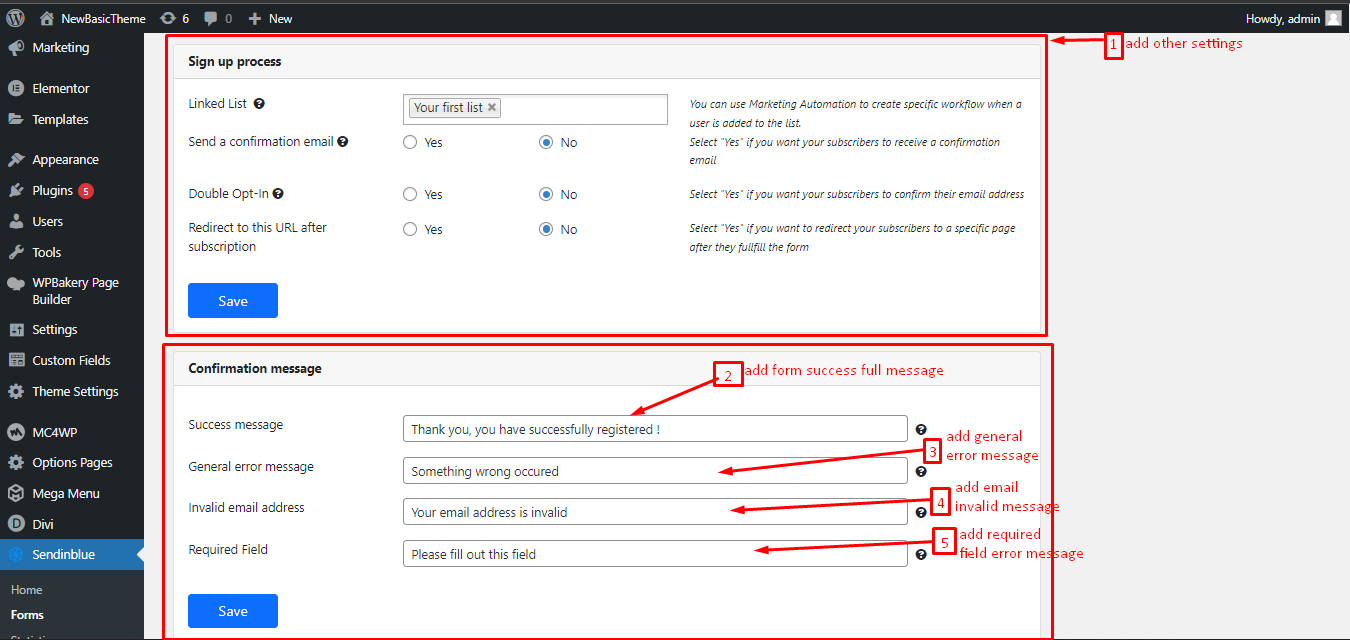 NewBasicTheme 6 0 New Howdy, admin
Marketing
Elementor
Templates
Appearance
Plugins 5
Users
Tools
WPBakery Page
Builder
Settings
Custom Fields
Theme Settings
MC4WP
Options Pages
Mega Menu
Divi
Sendinblue
Home
Forms
1 add other settings
Sign up process
Linked List ?
Your first list ×
You can use Marketing Automation to create specific workflow when a
user is added to the list.
Send a confirmation email ?
Yes No
Select "Yes" if you want your subscribers to receive a confirmation
email
Double Opt-In ?
Yes No
Select "Yes" if you want your subscribers to confirm their email address
Redirect to this URL after
subscription
Yes No
Select "Yes" if you want to redirect your subscribers to a specific page
after they fullfill the form
Save
Confirmation message
2 add form success full message
Success message
Thank you, you have successfully registered !
?
3 add general
error message
General error message
Something wrong occured
?
4 add email
invalid message
Invalid email address
Your email address is invalid
?
5 add required
field error message
Required Field
Please fill out this field
?
Save